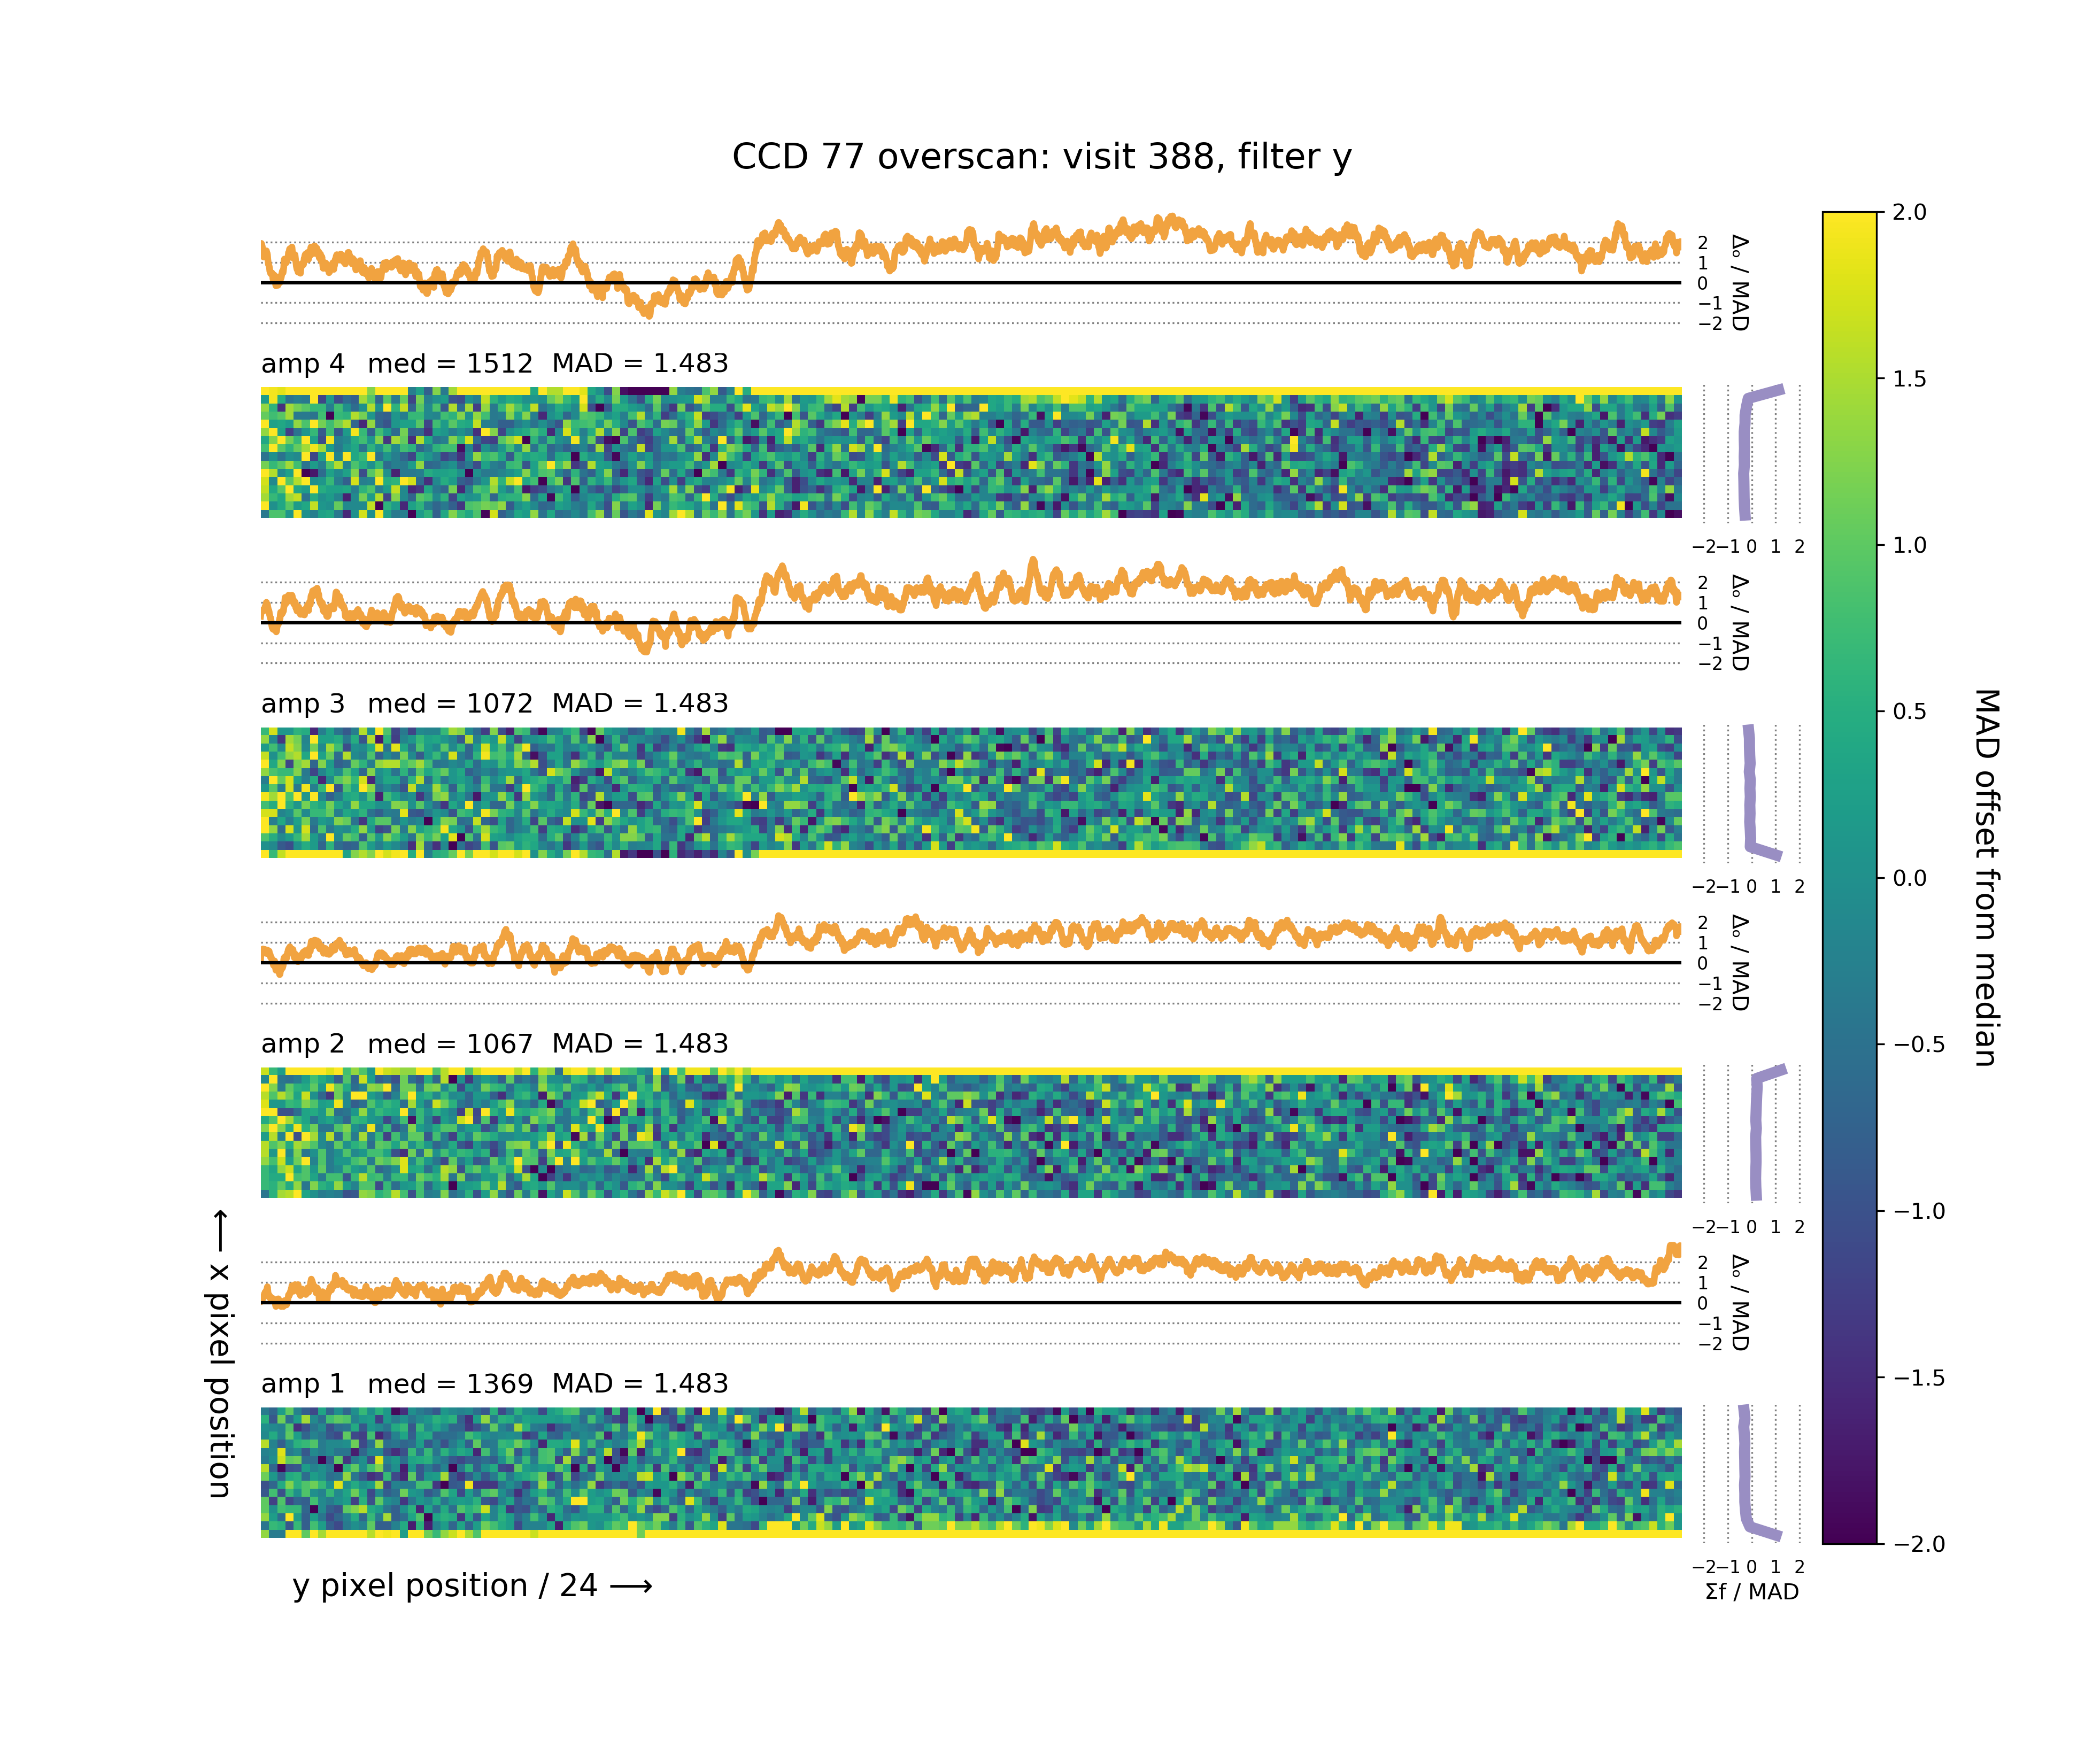 CCD 77 overscan: visit 388, filter y
2
1
0
−1
−2
Δₒ / MAD
amp 4 med = 1512 MAD = 1.483
−2 −1 0 1 2
2
1
0
−1
−2
Δₒ / MAD
amp 3 med = 1072 MAD = 1.483
−2 −1 0 1 2
2
1
0
−1
−2
Δₒ / MAD
amp 2 med = 1067 MAD = 1.483
−2 −1 0 1 2
2
1
0
−1
−2
Δₒ / MAD
amp 1 med = 1369 MAD = 1.483
−2 −1 0 1 2
Σf / MAD
y pixel position / 24 ⟶
⟵ x pixel position
2.0
1.5
1.0
0.5
0.0
−0.5
−1.0
−1.5
−2.0
MAD offset from median